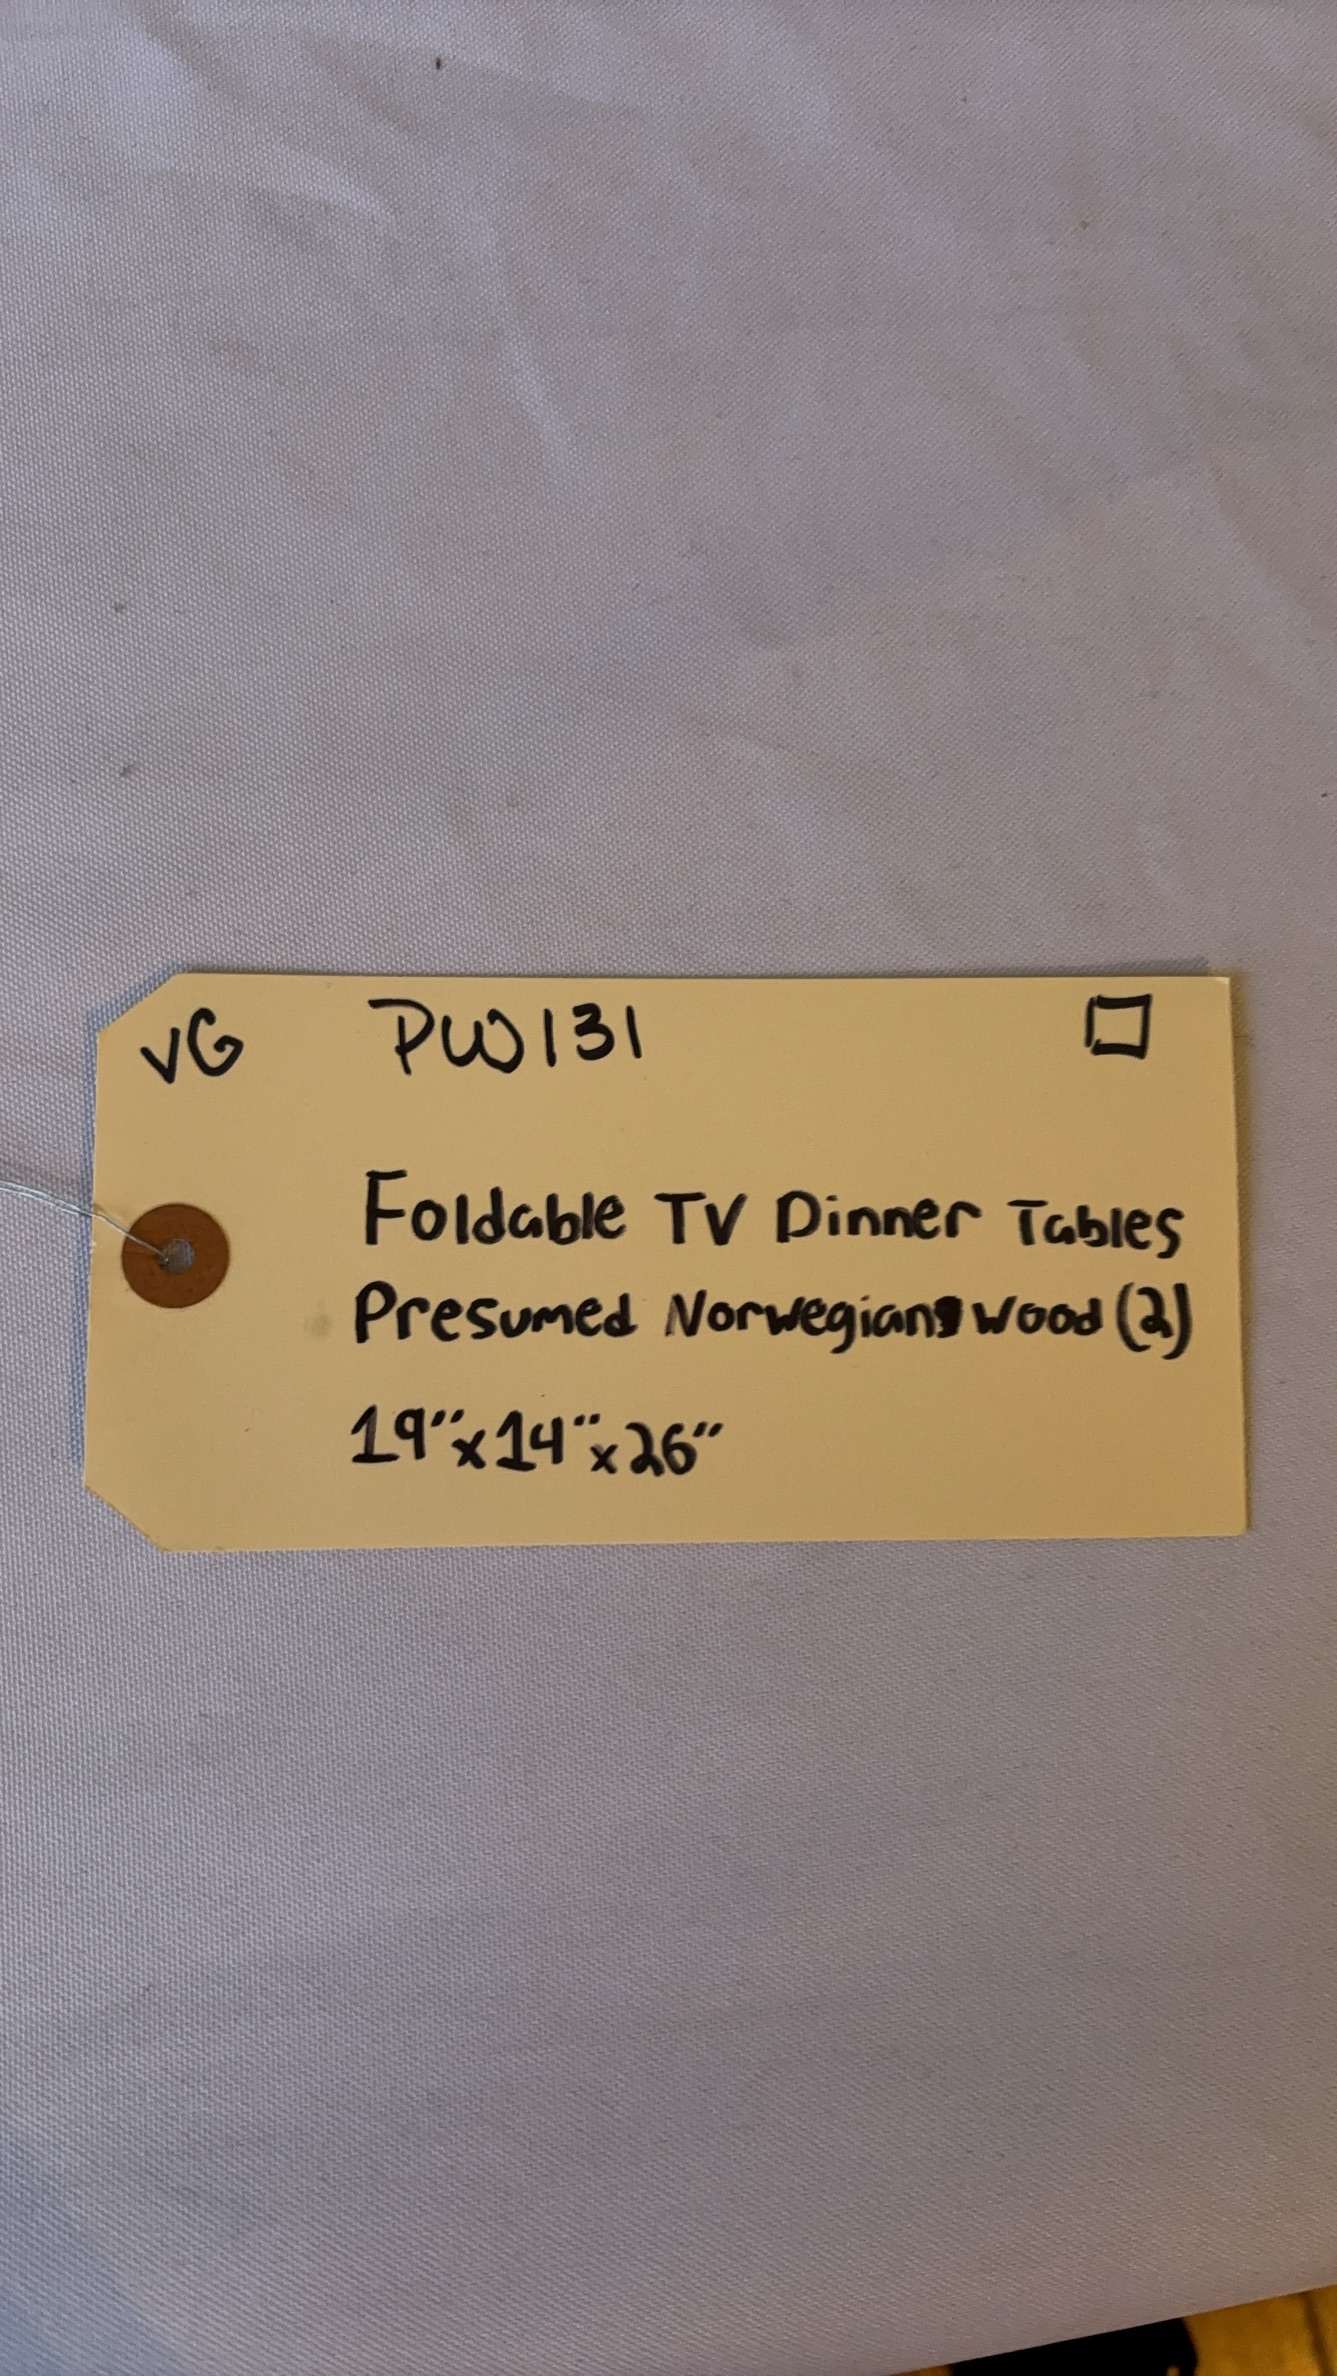 VG PW131 □
Foldable TV Dinner Tables
Presumed Norwegian Wood (2)
19"x14"x26"